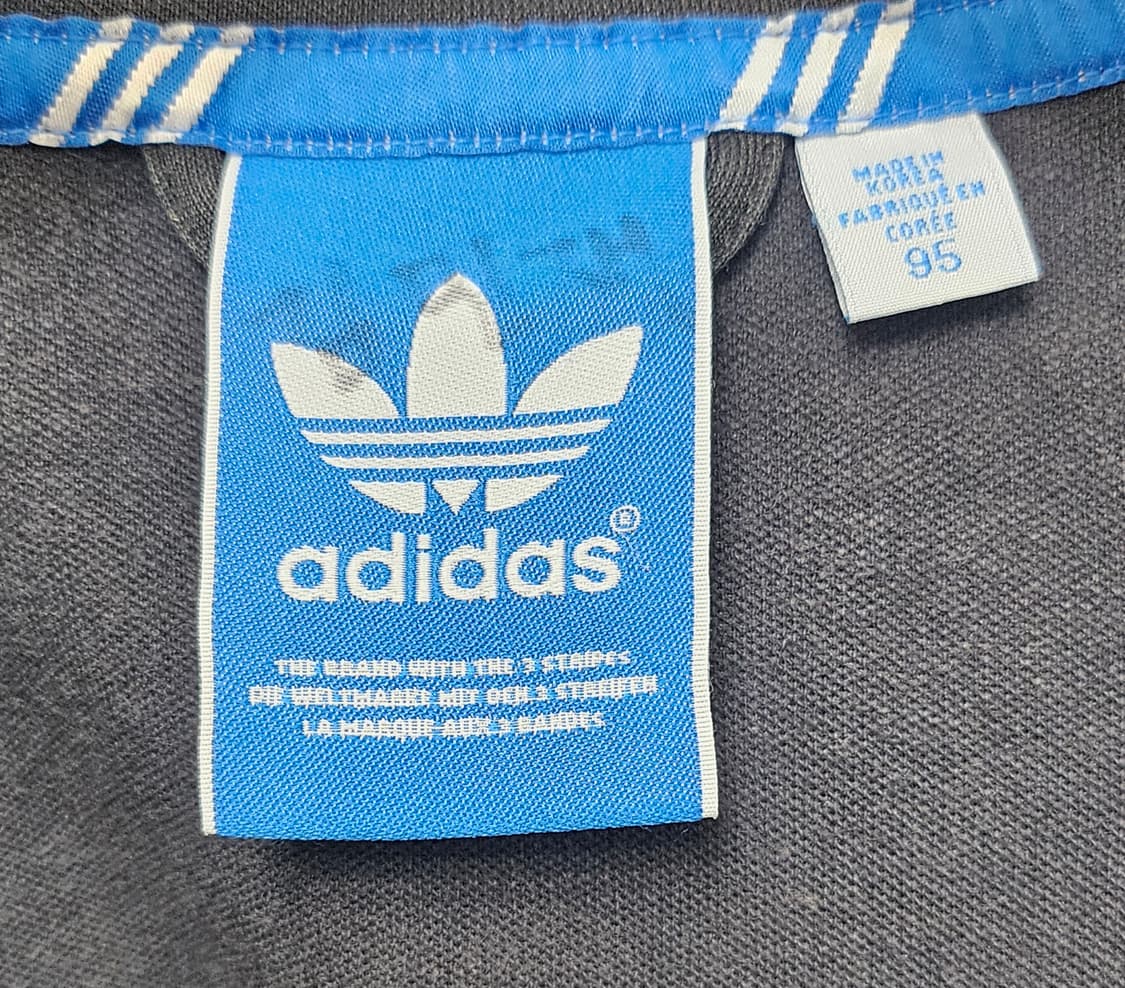 adidas®
THE BRAND WITH THE 3 STRIPES
DIE WELTMARKE MIT DEN 3 STREIFEN
LA MARQUE AUX 3 BANDES
MADE IN
KOREA
FABRIQUÉ EN
CORÉE
95